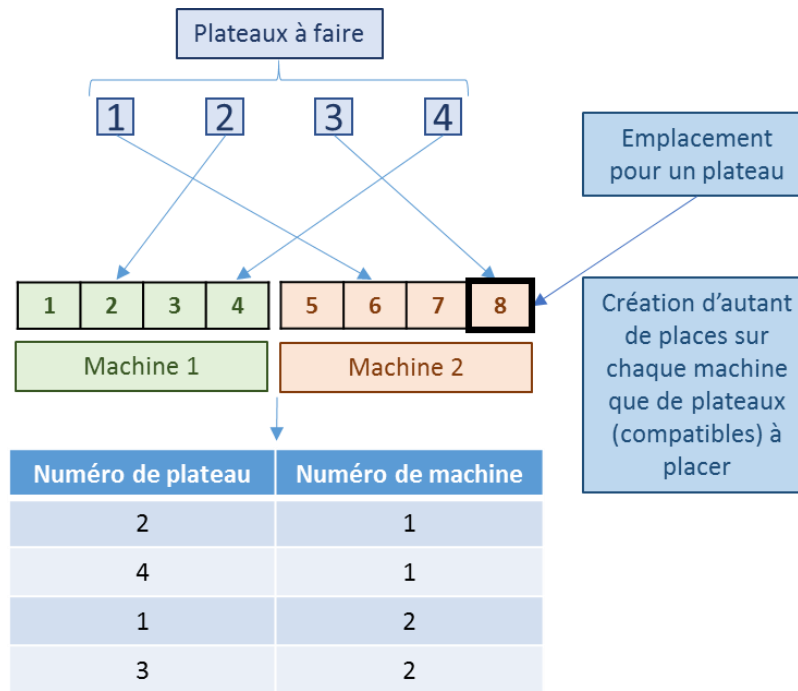 Plateaux à faire
1 2 3 4
Emplacement
pour un plateau
1 2 3 4 5 6 7 8
Machine 1 Machine 2
Création d’autant
de places sur
chaque machine
que de plateaux
(compatibles) à
placer
Numéro de plateau Numéro de machine
2 1
4 1
1 2
3 2